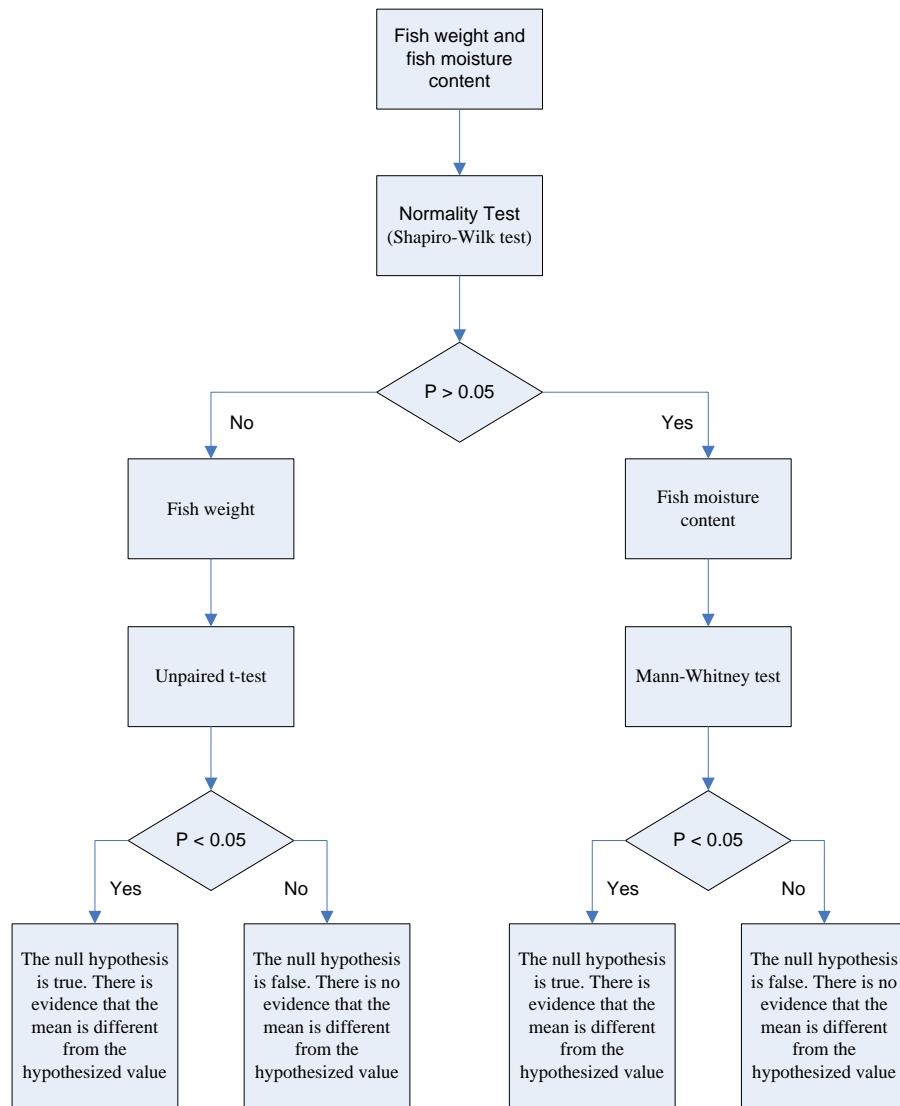 Fish weight and
fish moisture
content
Normality Test
(Shapiro-Wilk test)
P > 0.05
No
Yes
Fish weight
Fish moisture
content
Unpaired t-test
Mann-Whitney test
P < 0.05
P < 0.05
Yes
No
Yes
No
The null hypothesis
is true. There is
evidence that the
mean is different
from the
hypothesized value
The null hypothesis
is false. There is no
evidence that the
mean is different
from the
hypothesized value
The null hypothesis
is true. There is
evidence that the
mean is different
from the
hypothesized value
The null hypothesis
is false. There is no
evidence that the
mean is different
from the
hypothesized value